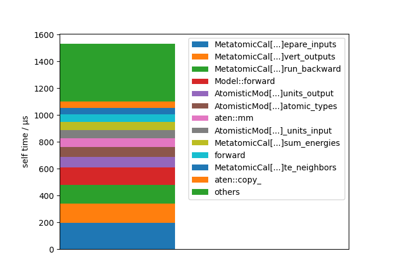 1600
1400
1200
1000
800
600
400
200
0
self time / µs
MetatomicCal[...]epare_inputs
MetatomicCal[...]vert_outputs
MetatomicCal[...]run_backward
Model::forward
AtomisticMod[...]units_output
AtomisticMod[...]atomic_types
aten::mm
AtomisticMod[...]_units_input
MetatomicCal[...]sum_energies
forward
MetatomicCal[...]te_neighbors
aten::copy_
others